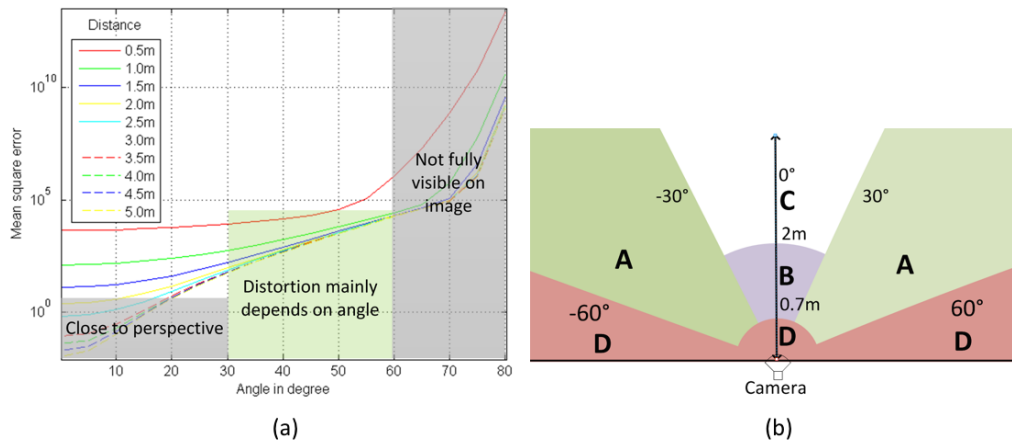 Distance
0.5m
1.0m
1.5m
2.0m
2.5m
3.0m
3.5m
4.0m
4.5m
5.0m
Mean square error
10^10
10^5
10^0
Close to perspective
Distortion mainly
depends on angle
Not fully
visible on
image
10
20
30
40
50
60
70
80
Angle in degree
(a)
0°
-30°
30°
C
2m
A
B
A
0.7m
-60°
60°
D
D
D
Camera
(b)